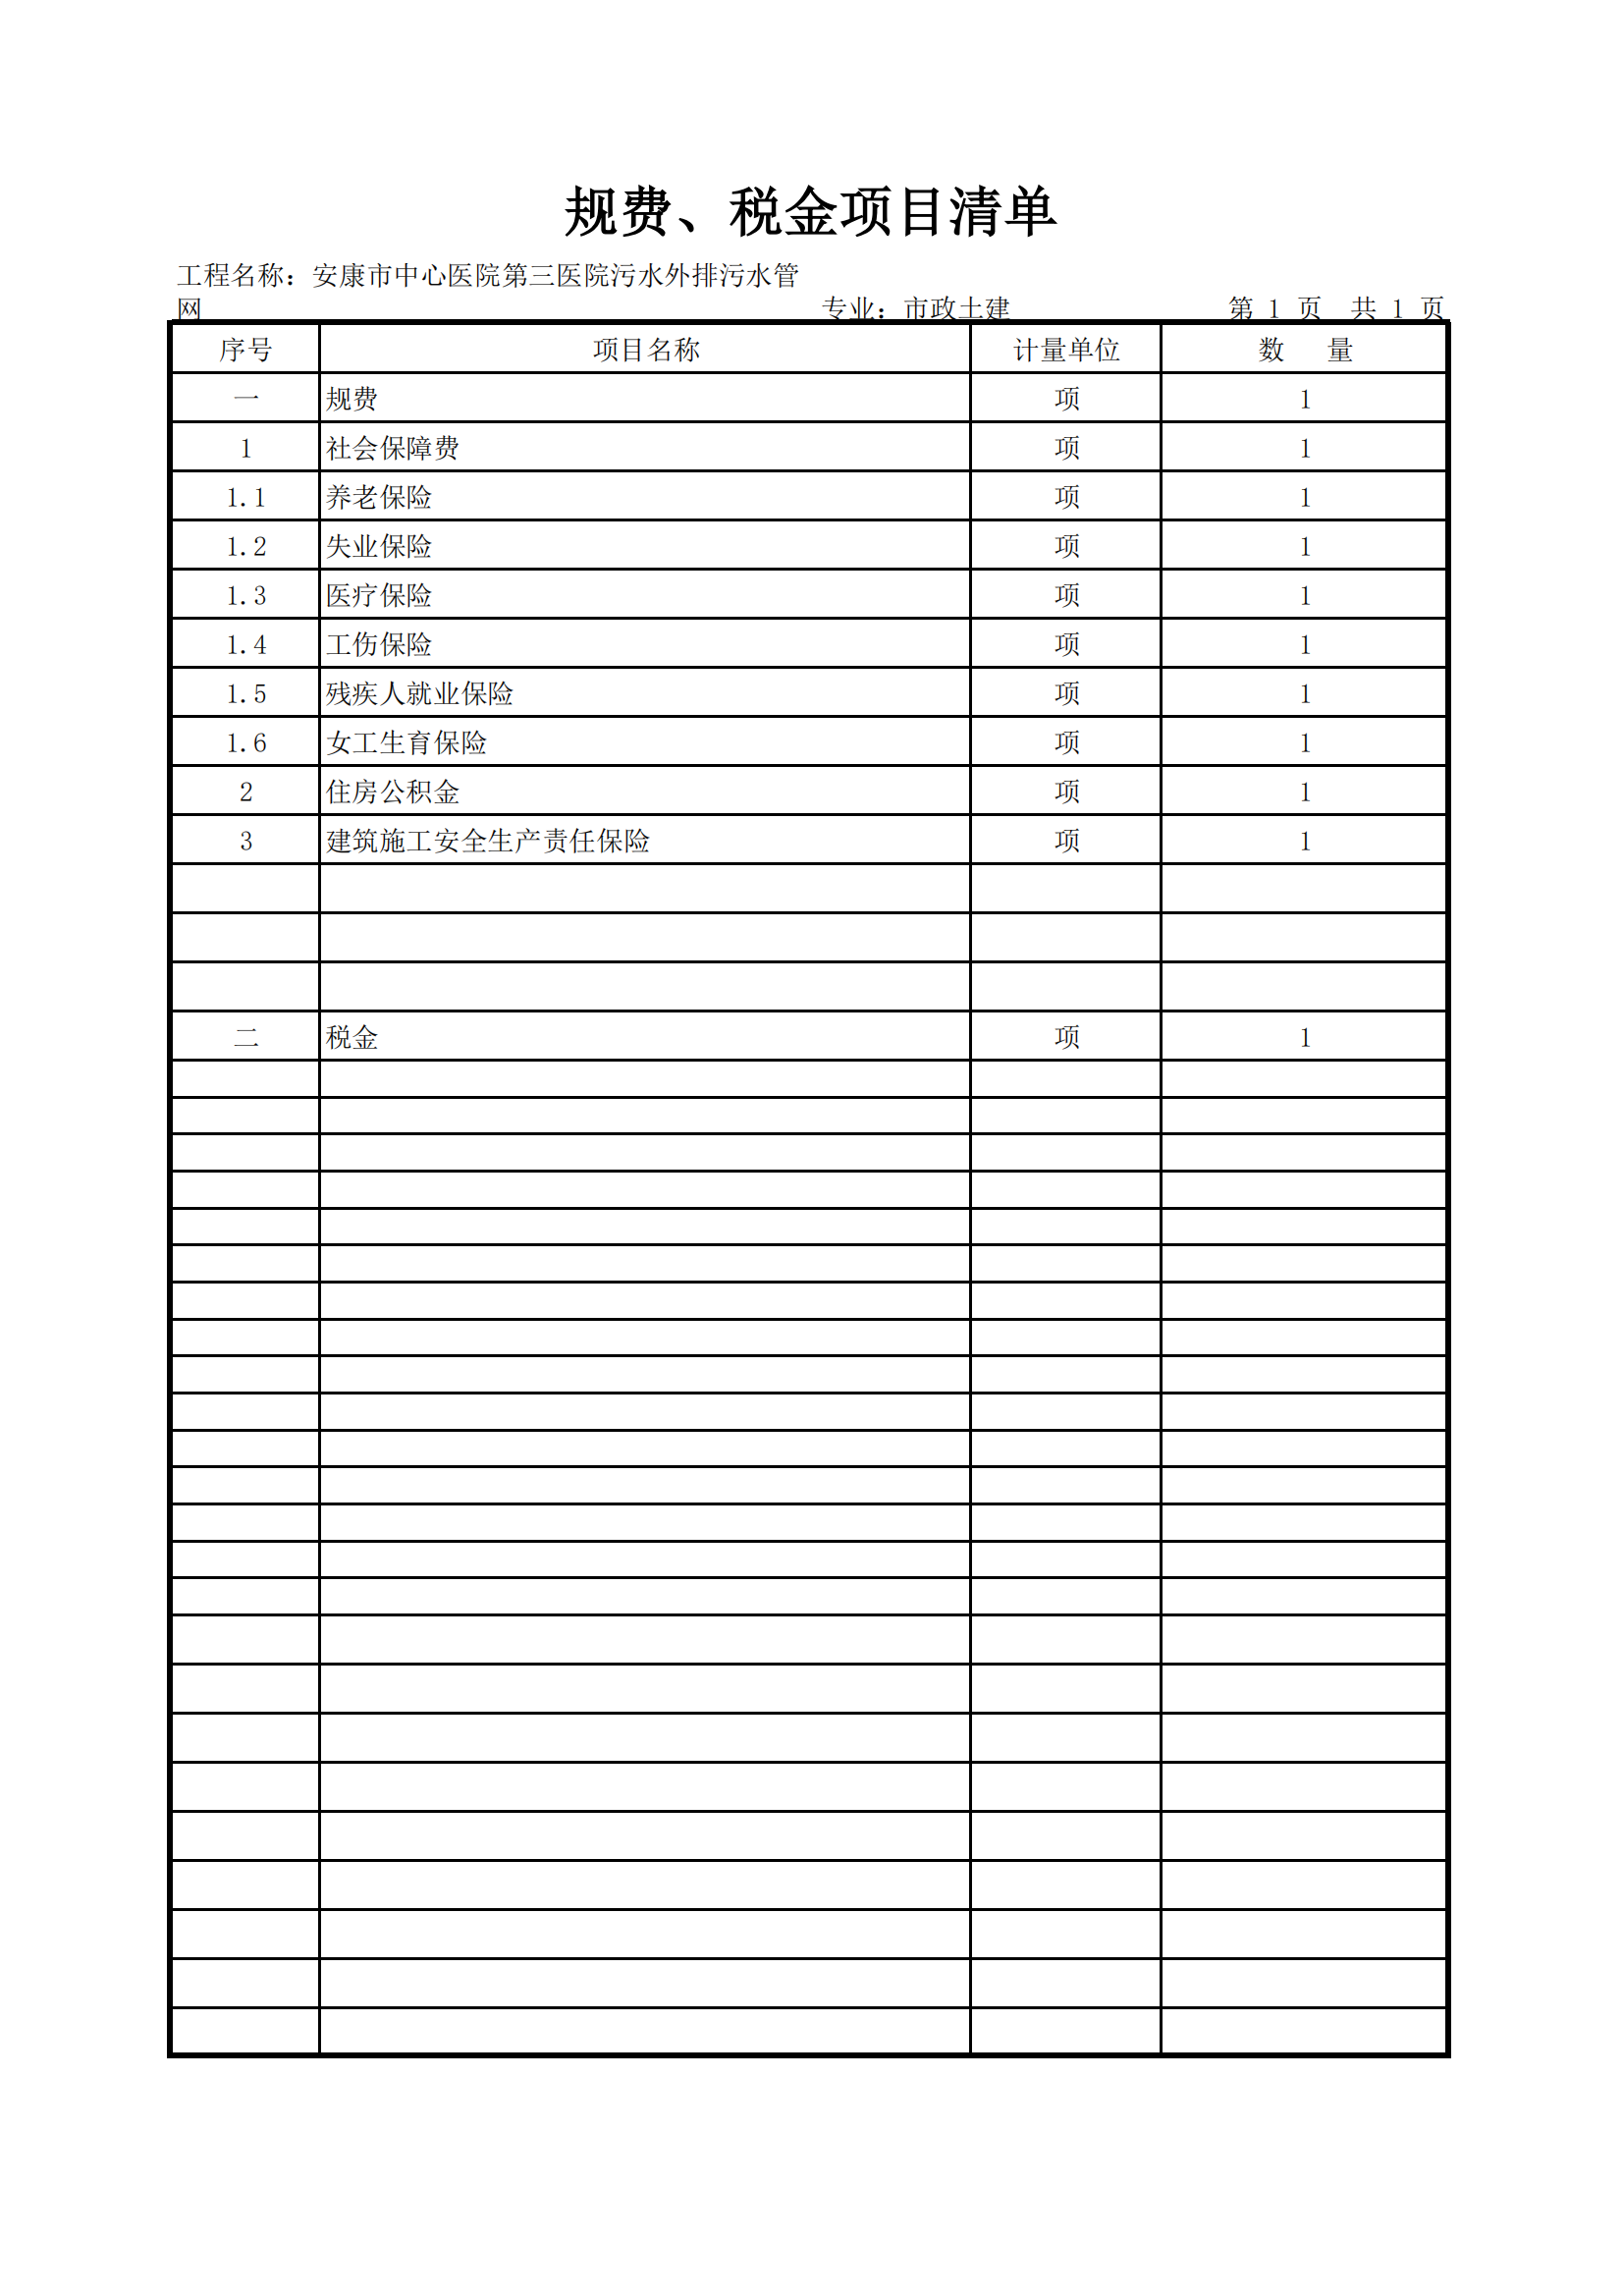 规费、税金项目清单
工程名称：安康市中心医院第三医院污水外排污水管
网 专业：市政土建 第 1 页 共 1 页
序号 项目名称 计量单位 数 量
一 规费 项 1
1 社会保障费 项 1
1.1 养老保险 项 1
1.2 失业保险 项 1
1.3 医疗保险 项 1
1.4 工伤保险 项 1
1.5 残疾人就业保险 项 1
1.6 女工生育保险 项 1
2 住房公积金 项 1
3 建筑施工安全生产责任保险 项 1
二 税金 项 1